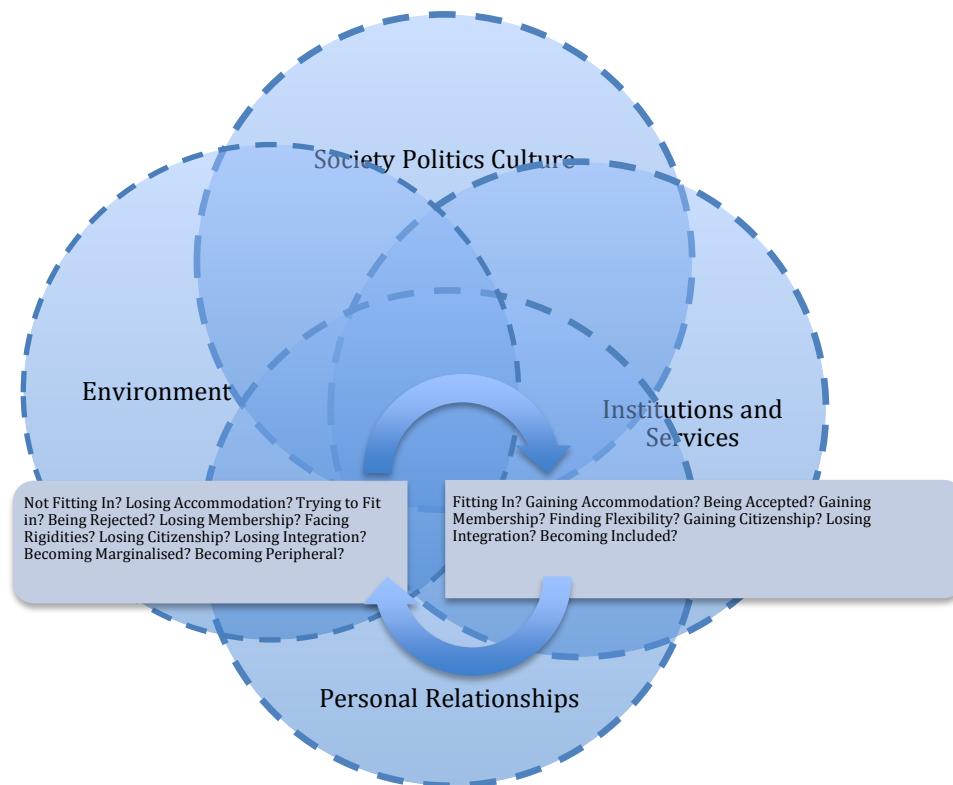 Society Politics Culture
Environment
Institutions and
Services
Not Fitting In? Losing Accommodation? Trying to Fit
in? Being Rejected? Losing Membership? Facing
Rigidities? Losing Citizenship? Losing Integration?
Becoming Marginalised? Becoming Peripheral?
Fitting In? Gaining Accommodation? Being Accepted? Gaining
Membership? Finding Flexibility? Gaining Citizenship? Losing
Integration? Becoming Included?
Personal Relationships